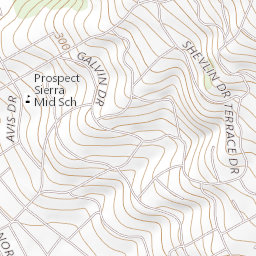 300
GALVIN DR
SHEVLIN DR
TERRACE DR
Prospect
Sierra
Mid Sch
AVIS DR
NOR